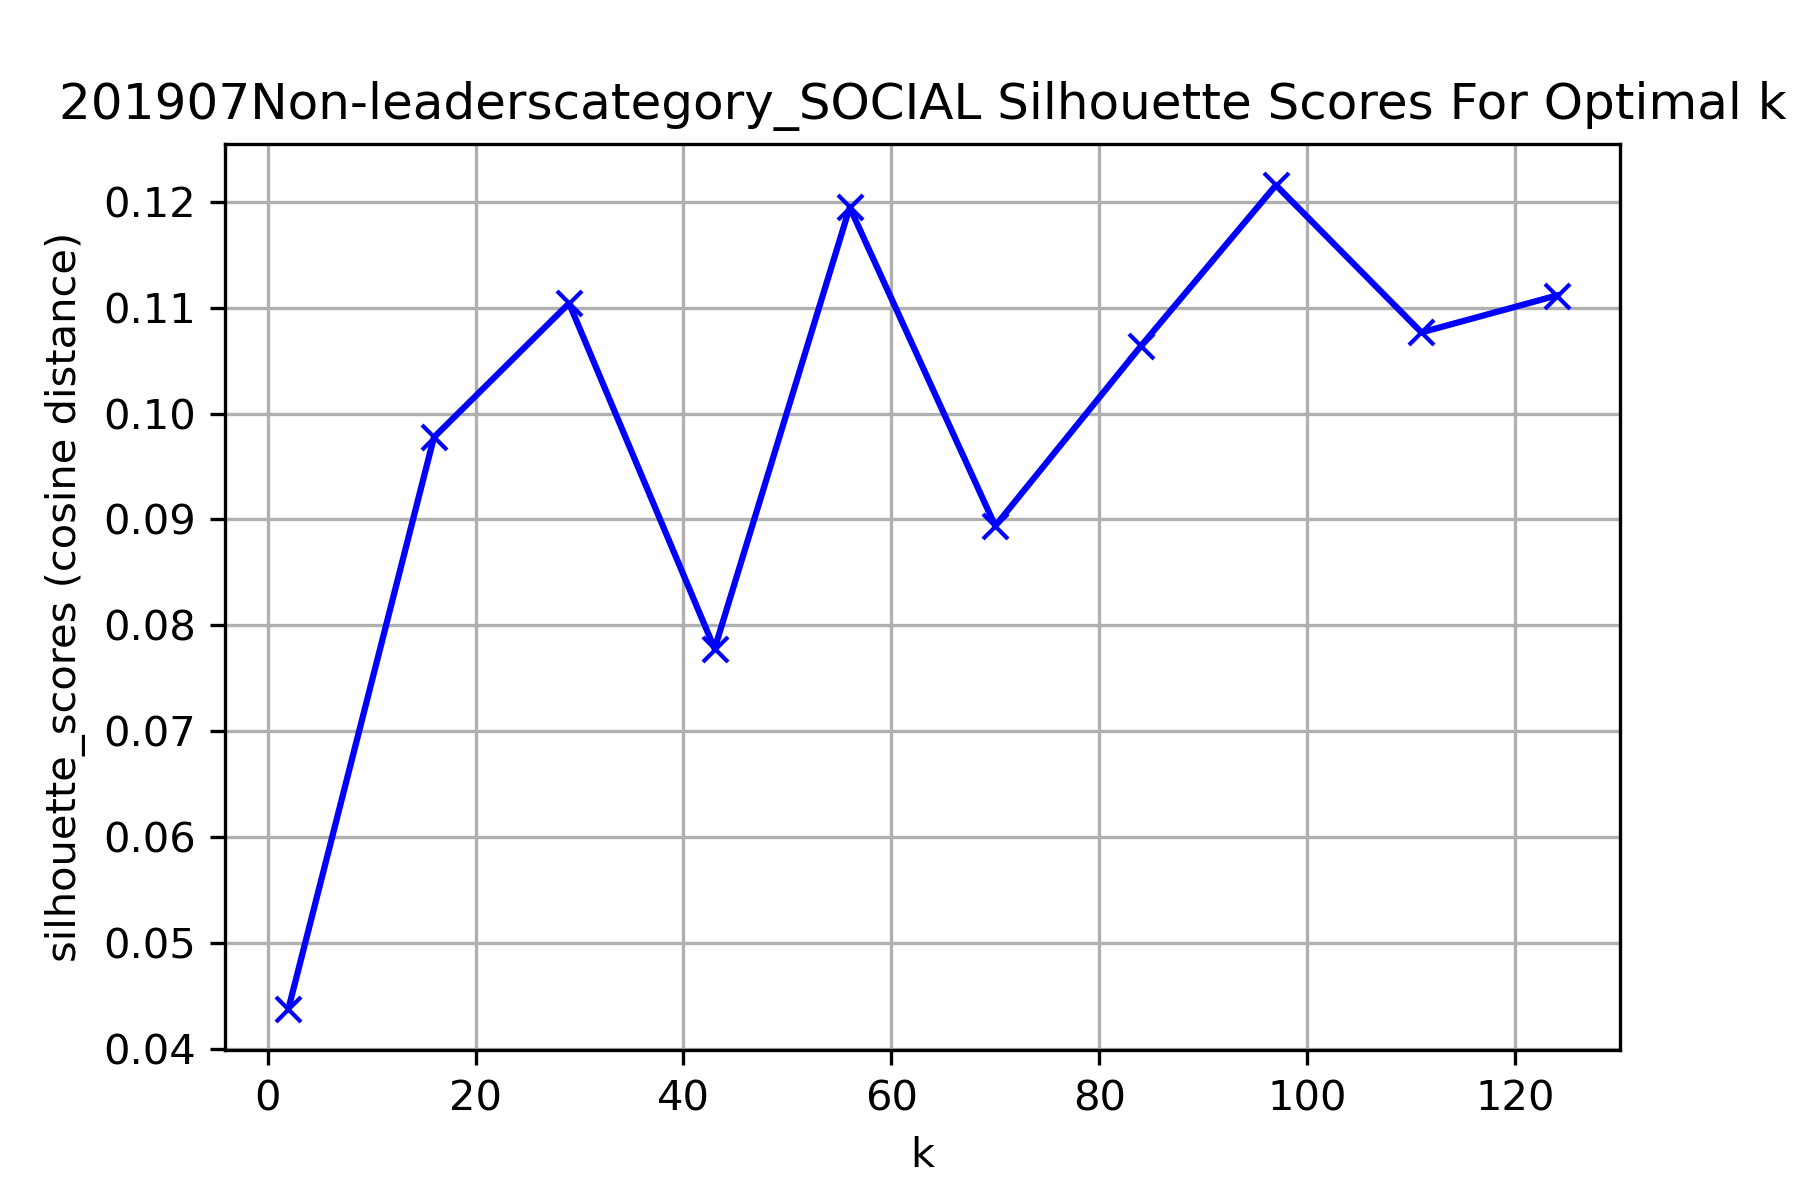 201907Non-leaderscategory_SOCIAL Silhouette Scores For Optimal k
silhouette_scores (cosine distance)
0.12
0.11
0.10
0.09
0.08
0.07
0.06
0.05
0.04
0 20 40 60 80 100 120
k